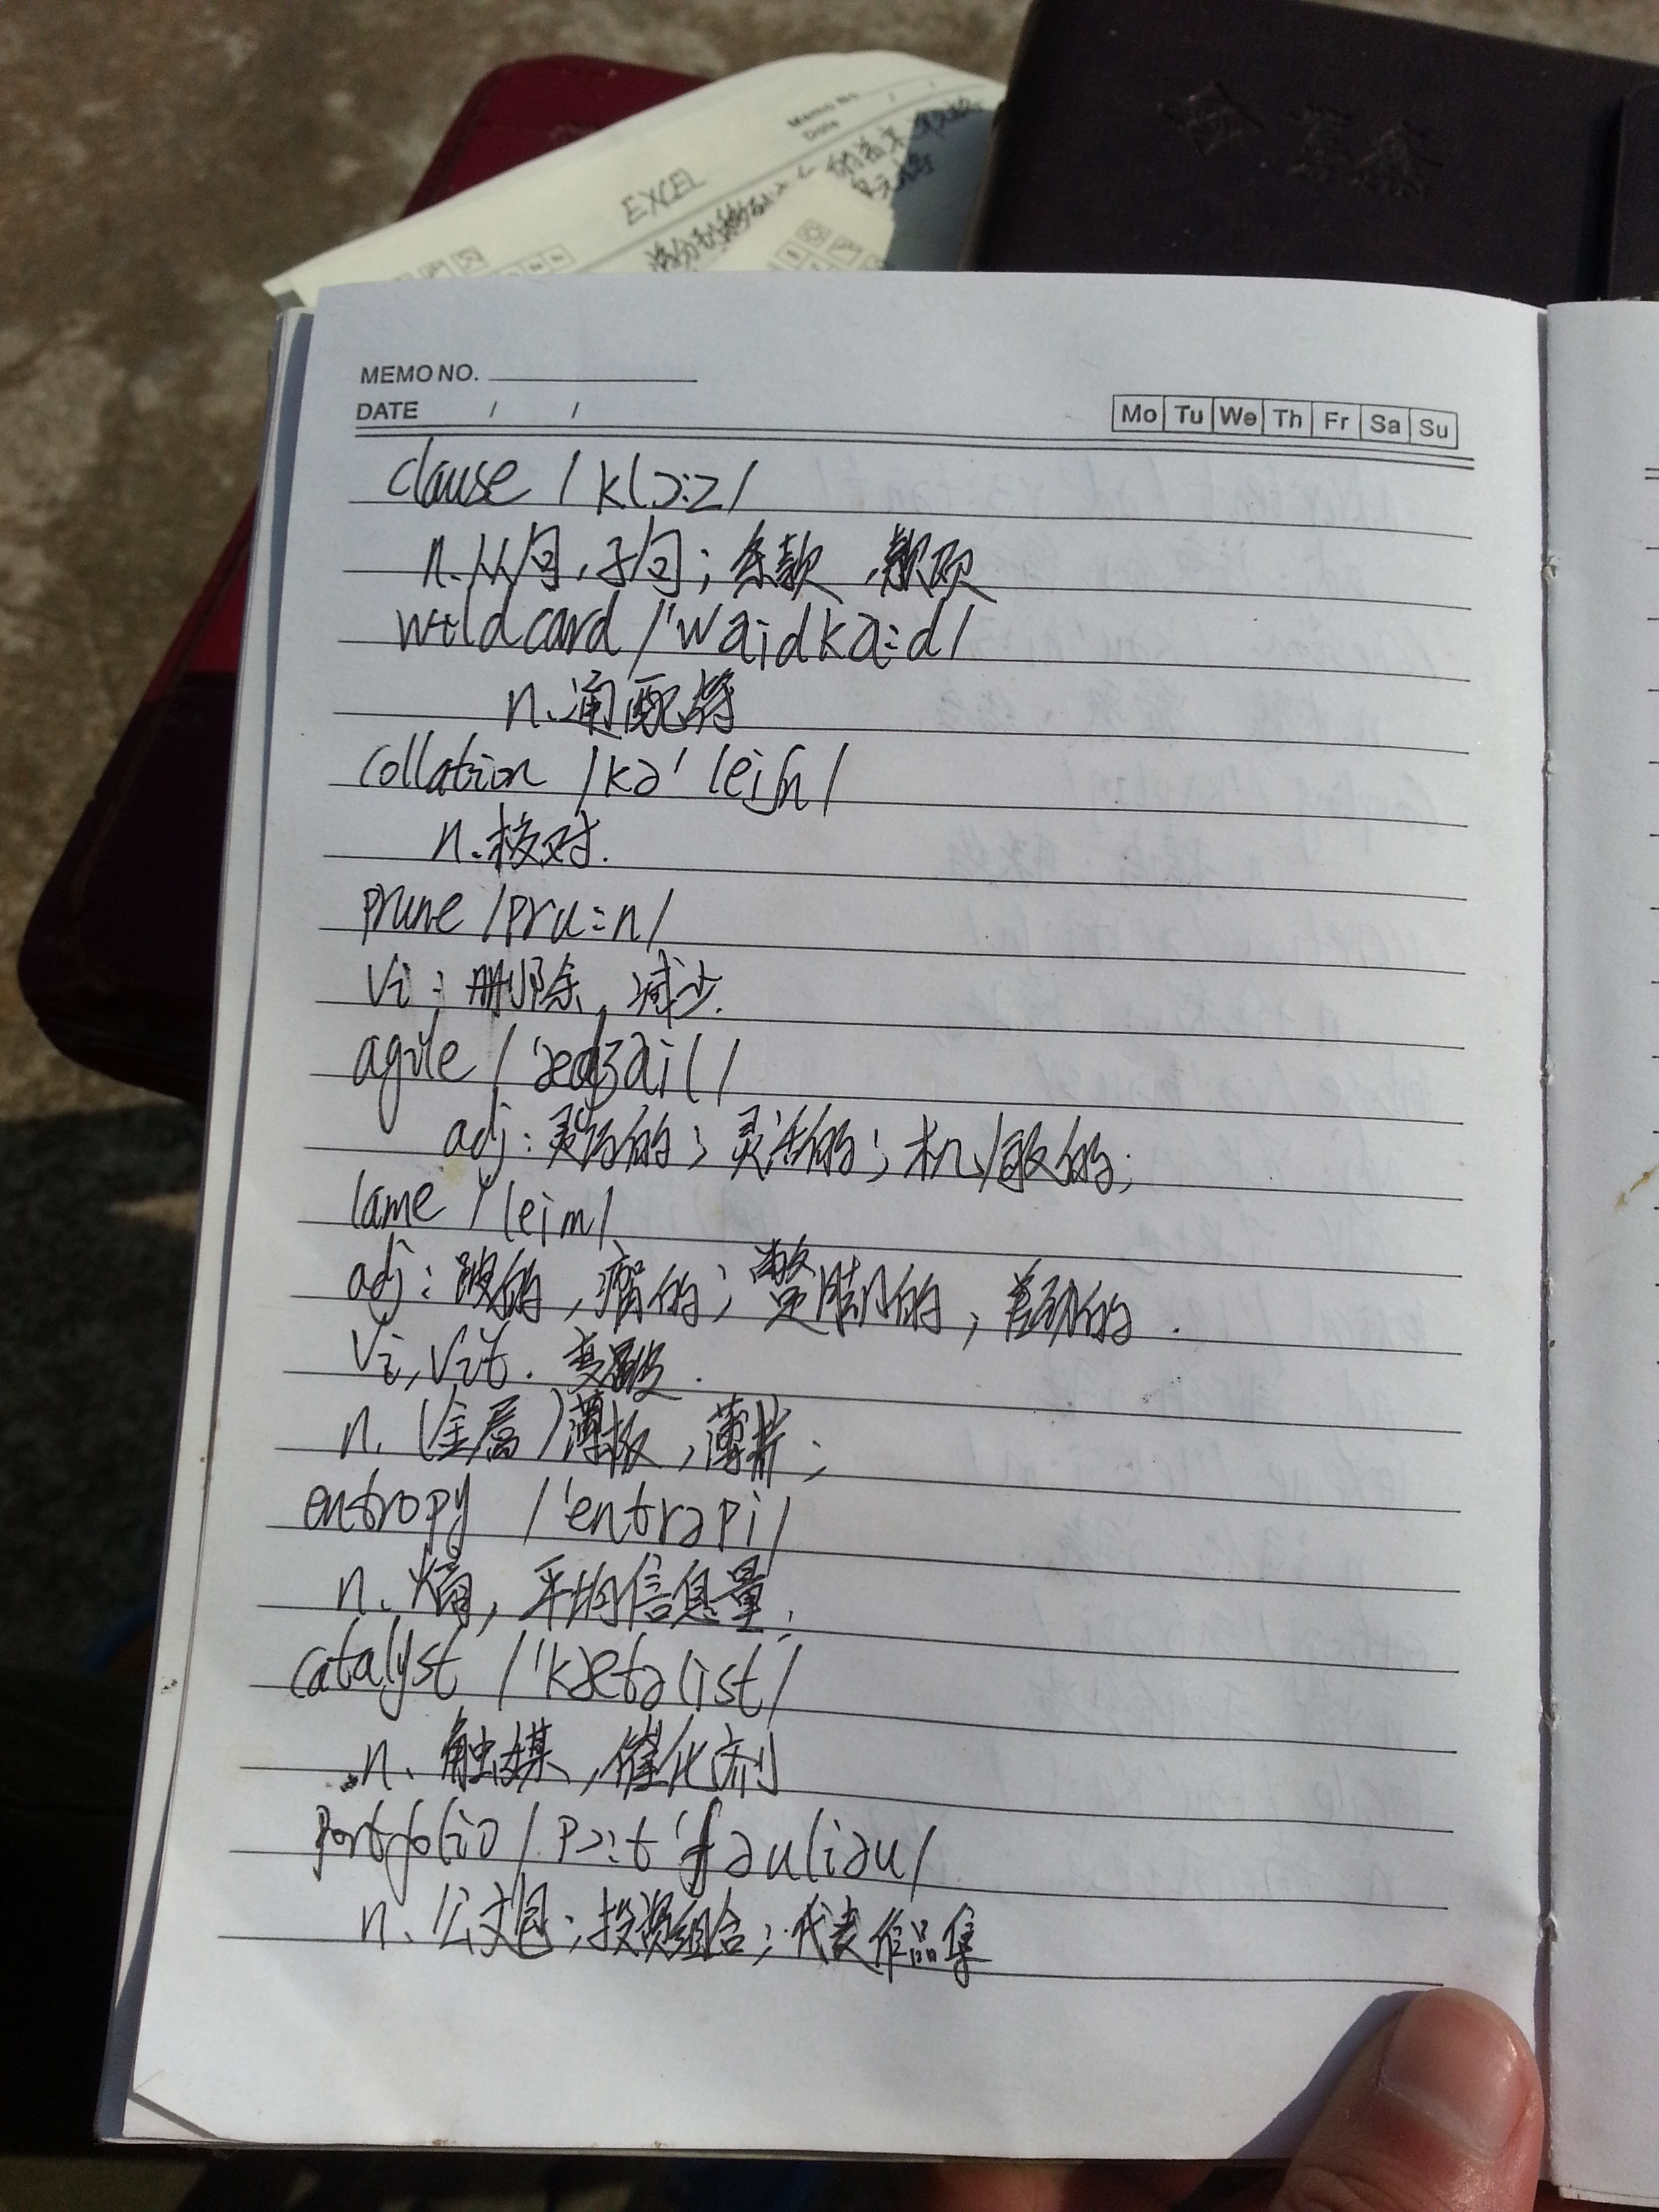 EXCEL
Memo No.
Date / /
MEMO NO.
DATE / /
Mo Tu We Th Fr Sa Su
clause /klɔ:z/
n.从句,子句;条款,款项
wildcard /'waidka:d/
n.通配符
collation /kə'leiʃn/
n.核对.
prune /pru:n/
vi:删除,减少.
agile /'ædʒail/
adj:灵巧的;灵活的;机敏的;
lame /leim/
adj:跛的,瘸的;蹩脚的,差劲的.
vi,vit.变跛.
n.(金属)薄板,薄片;
entropy /'entrəpi/
n.熵,平均信息量;
catalyst /'kætəlist/
n.触媒,催化剂
portfolio /pɔ:t'fəuliəu/
n.公文包;投资组合;代表作品集